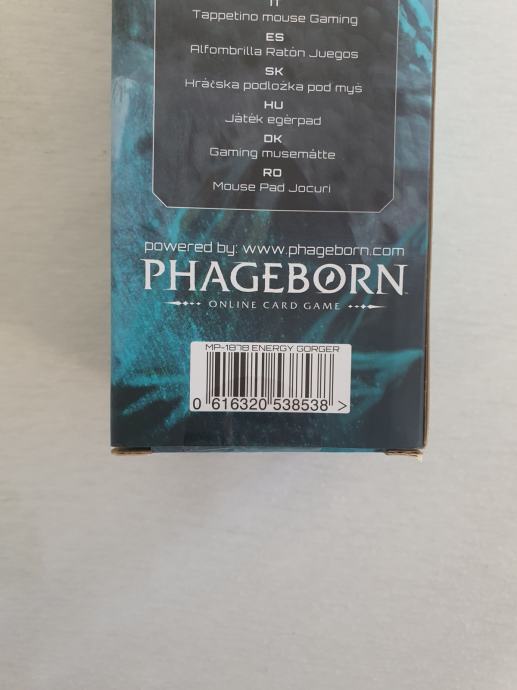 IT
Tappetino mouse Gaming
ES
Alfombrilla Ratón Juegos
SK
Hráčska podložka pod myš
HU
Játék egérpad
DK
Gaming musemåtte
RO
Mouse Pad Jocuri
powered by: www.phageborn.com
PHAGEBORN
ONLINE CARD GAME
MP-1878 ENERGY GORGER
0 616320 538538 >